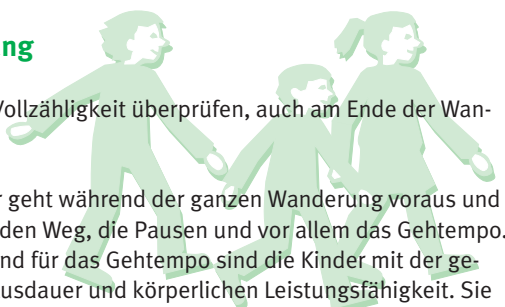 ng
Vollzähligkeit überprüfen, auch am Ende der Wan-
r geht während der ganzen Wanderung voraus und
den Weg, die Pausen und vor allem das Gehtempo.
nd für das Gehtempo sind die Kinder mit der ge-
usdauer und körperlichen Leistungsfähigkeit. Sie